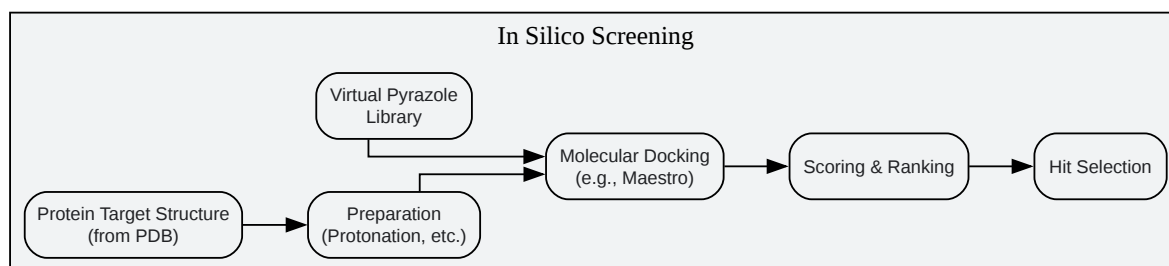 In Silico Screening
Virtual Pyrazole
Library
Protein Target Structure
(from PDB)
Preparation
(Protonation, etc.)
Molecular Docking
(e.g., Maestro)
Scoring & Ranking
Hit Selection